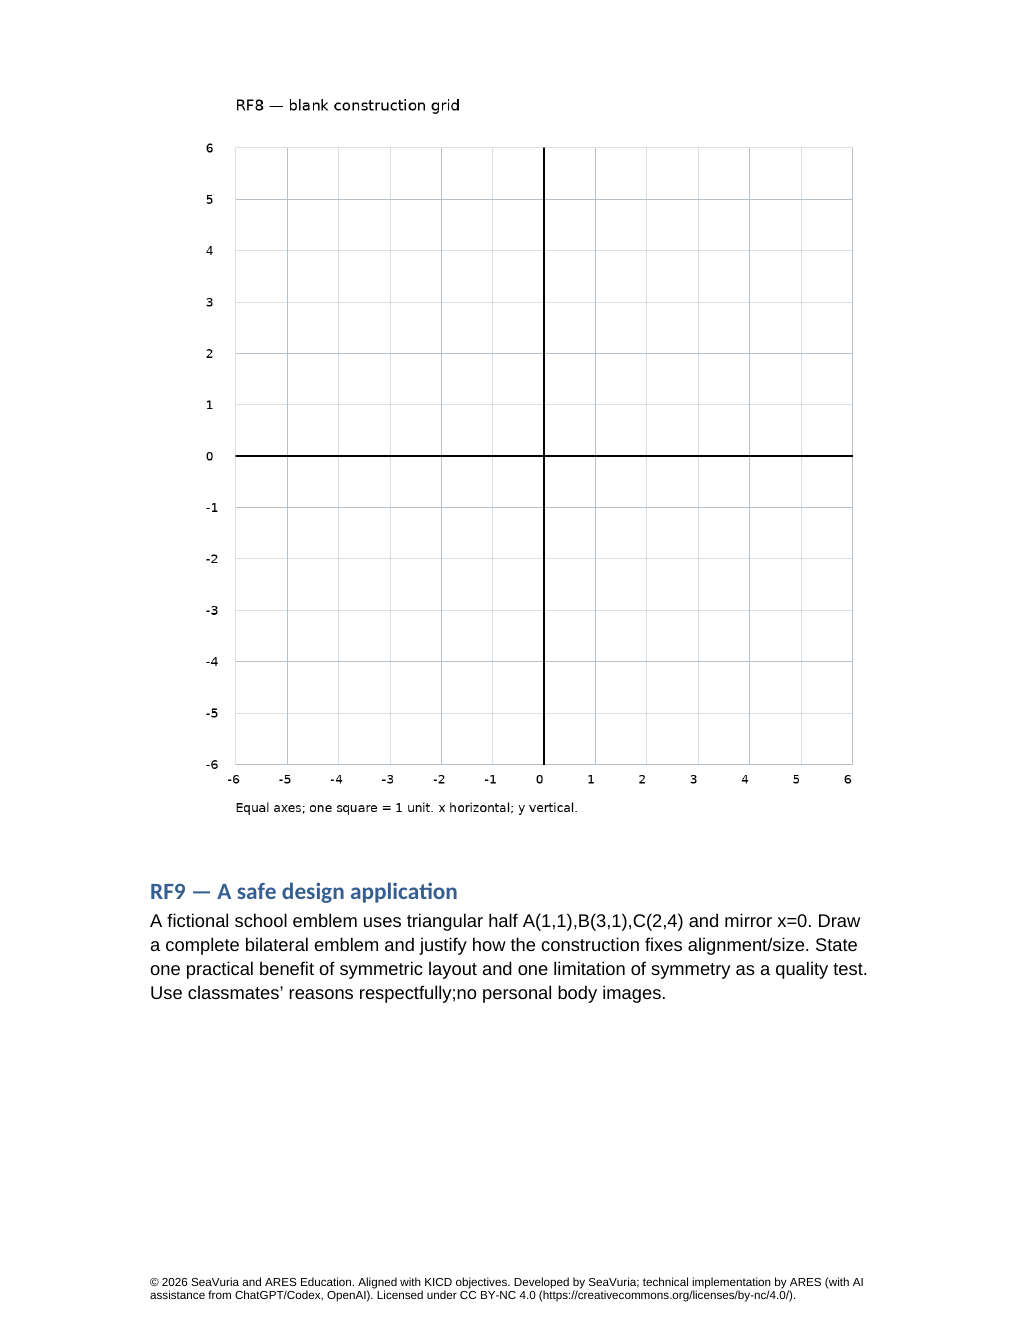 RF8 — blank construction grid
6
5
4
3
2
1
0
-1
-2
-3
-4
-5
-6
-6 -5 -4 -3 -2 -1 0 1 2 3 4 5 6
Equal axes; one square = 1 unit. x horizontal; y vertical.
RF9 — A safe design application
A fictional school emblem uses triangular half A(1,1),B(3,1),C(2,4) and mirror x=0. Draw
a complete bilateral emblem and justify how the construction fixes alignment/size. State
one practical benefit of symmetric layout and one limitation of symmetry as a quality test.
Use classmates’ reasons respectfully;no personal body images.
© 2026 SeaVuria and ARES Education. Aligned with KICD objectives. Developed by SeaVuria; technical implementation by ARES (with AI
assistance from ChatGPT/Codex, OpenAI). Licensed under CC BY-NC 4.0 (https://creativecommons.org/licenses/by-nc/4.0/).